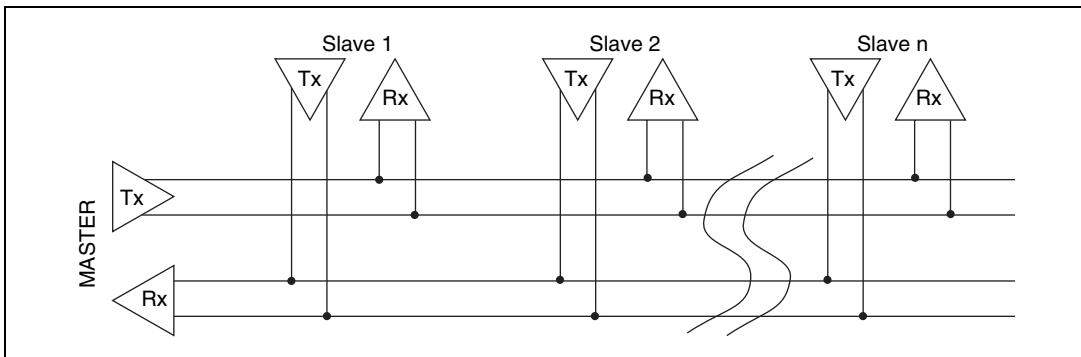 Slave 1
Slave 2
Slave n
Tx
Rx
Tx
Rx
Tx
Rx
MASTER
Tx
Rx